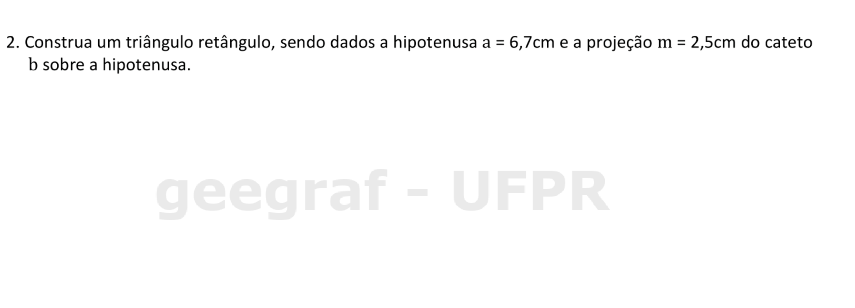 2. Construa um triângulo retângulo, sendo dados a hipotenusa a = 6,7cm e a projeção m = 2,5cm do cateto
b sobre a hipotenusa.
geegraf - UFPR